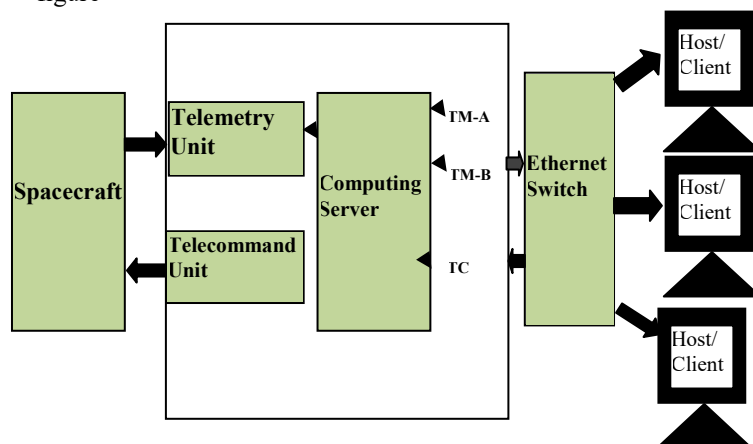 figure
Spacecraft
Telemetry
Unit
Telecommand
Unit
Computing
Server
TM-A
TM-B
TC
Ethernet
Switch
Host/
Client
Host/
Client
Host/
Client